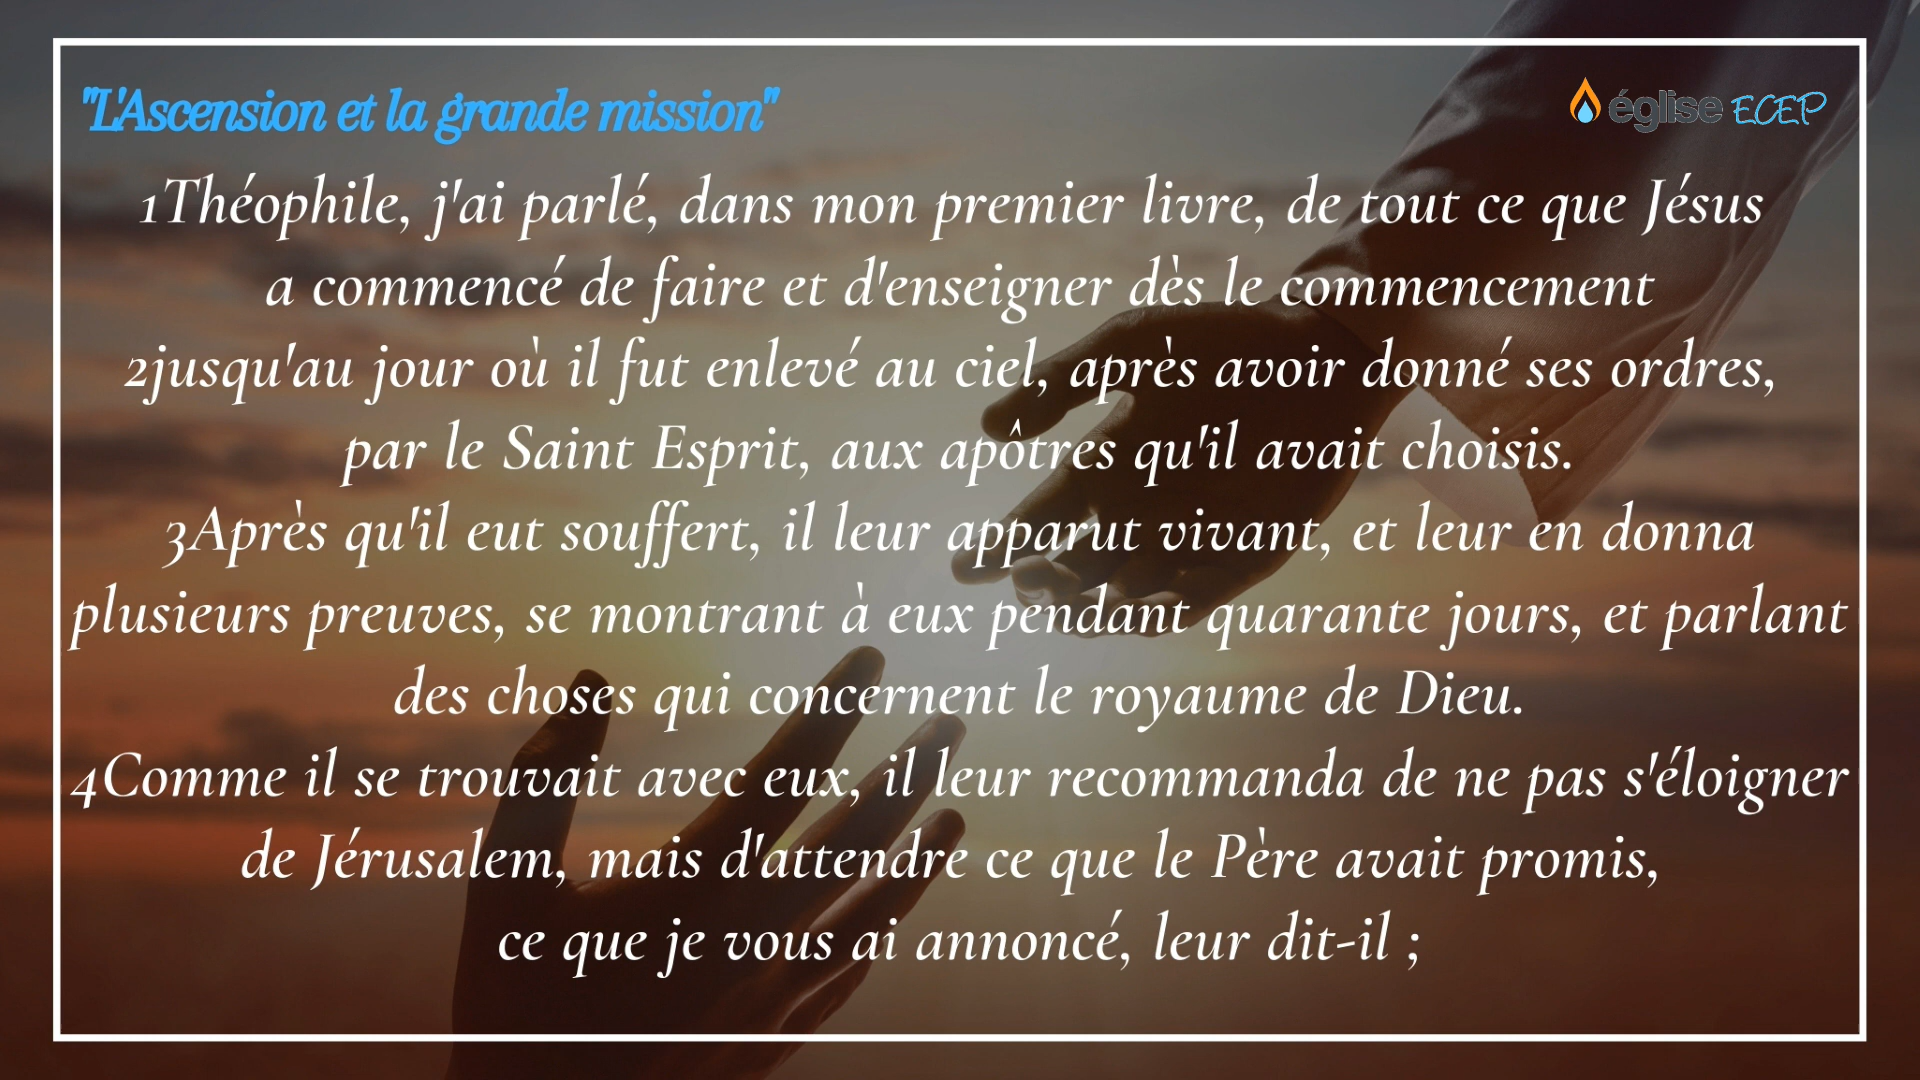 "L'Ascension et la grande mission"
église ECEP
1Théophile, j'ai parlé, dans mon premier livre, de tout ce que Jésus
a commencé de faire et d'enseigner dès le commencement
2jusqu'au jour où il fut enlevé au ciel, après avoir donné ses ordres,
par le Saint Esprit, aux apôtres qu'il avait choisis.
3Après qu'il eut souffert, il leur apparut vivant, et leur en donna
plusieurs preuves, se montrant à eux pendant quarante jours, et parlant
des choses qui concernent le royaume de Dieu.
4Comme il se trouvait avec eux, il leur recommanda de ne pas s'éloigner
de Jérusalem, mais d'attendre ce que le Père avait promis,
ce que je vous ai annoncé, leur dit-il ;